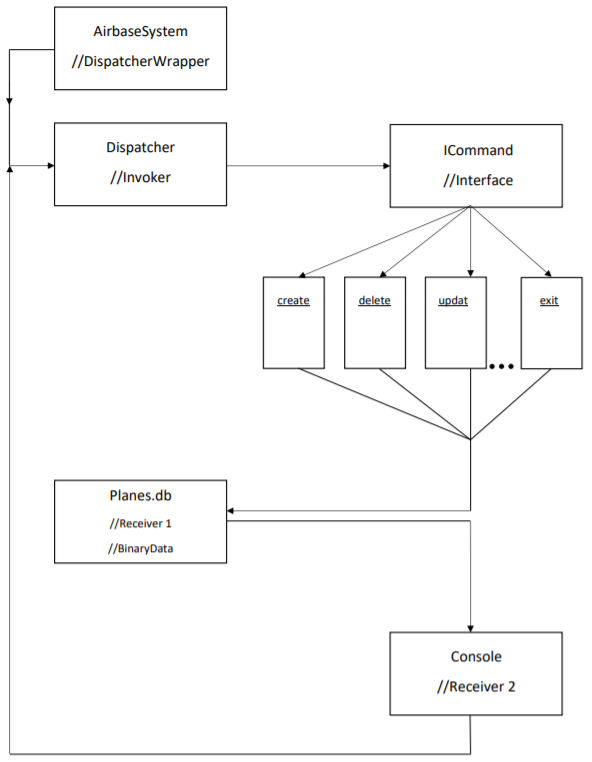 AirbaseSystem
//DispatcherWrapper
Dispatcher
//Invoker
ICommand
//Interface
create
delete
updat
exit
...
Planes.db
//Receiver 1
//BinaryData
Console
//Receiver 2